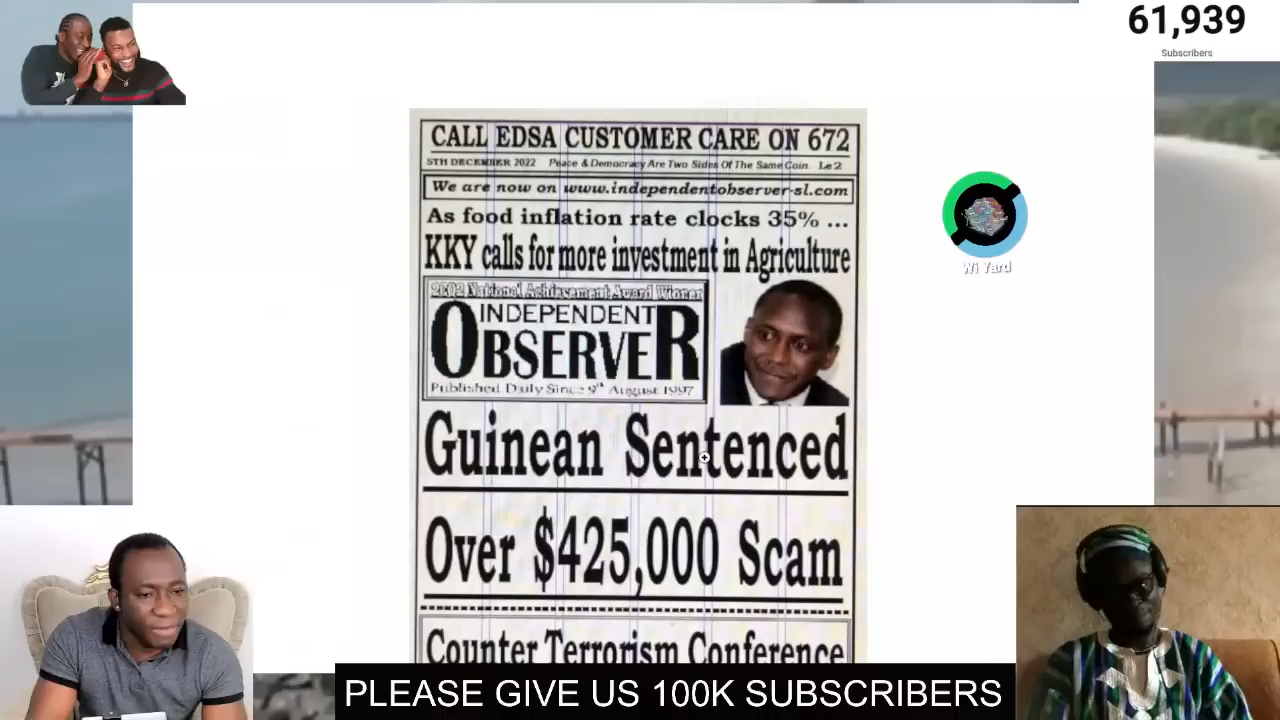 61,939
Subscribers
CALL EDSA CUSTOMER CARE ON 672
5TH DECEMBER 2022 Peace & Democracy Are Two Sides Of The Same Coin. Le2
We are now on www.independentobserver-sl.com
As food inflation rate clocks 35% ...
KKY calls for more investment in Agriculture
2002 National Achievement Award Winner
INDEPENDENT
OBSERVER
Published Daily Since 9th August 1997
Wi Yard
Guinean Sentenced
Over $425,000 Scam
Counter Terrorism Conference
PLEASE GIVE US 100K SUBSCRIBERS